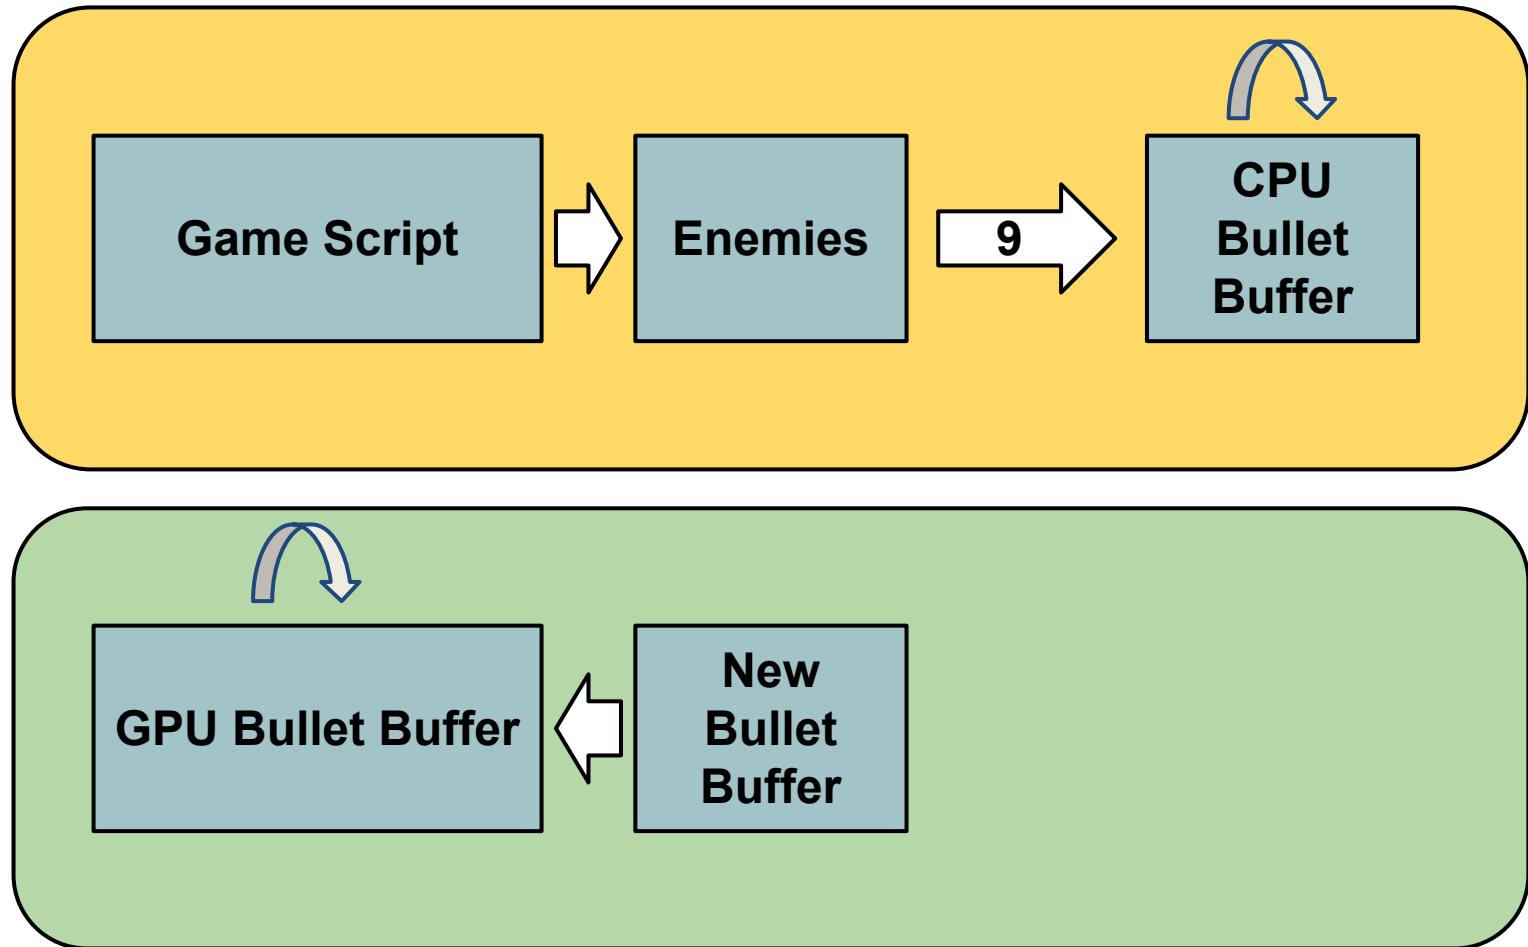 Game Script
Enemies
9
CPU
Bullet
Buffer
GPU Bullet Buffer
New
Bullet
Buffer